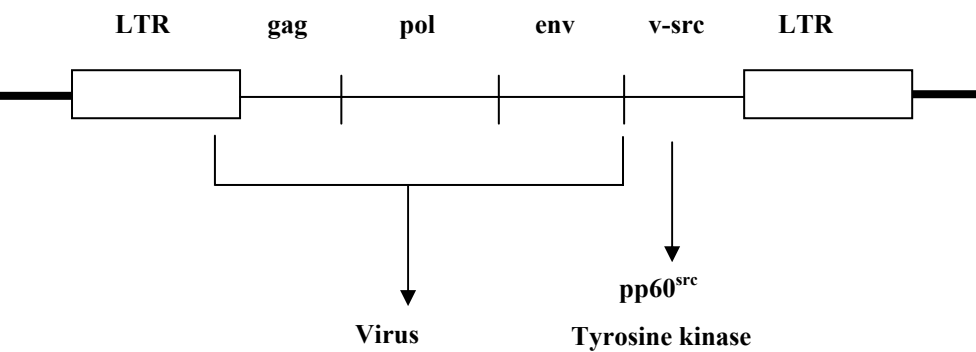 LTR gag pol env v-src LTR
pp60src
Virus Tyrosine kinase